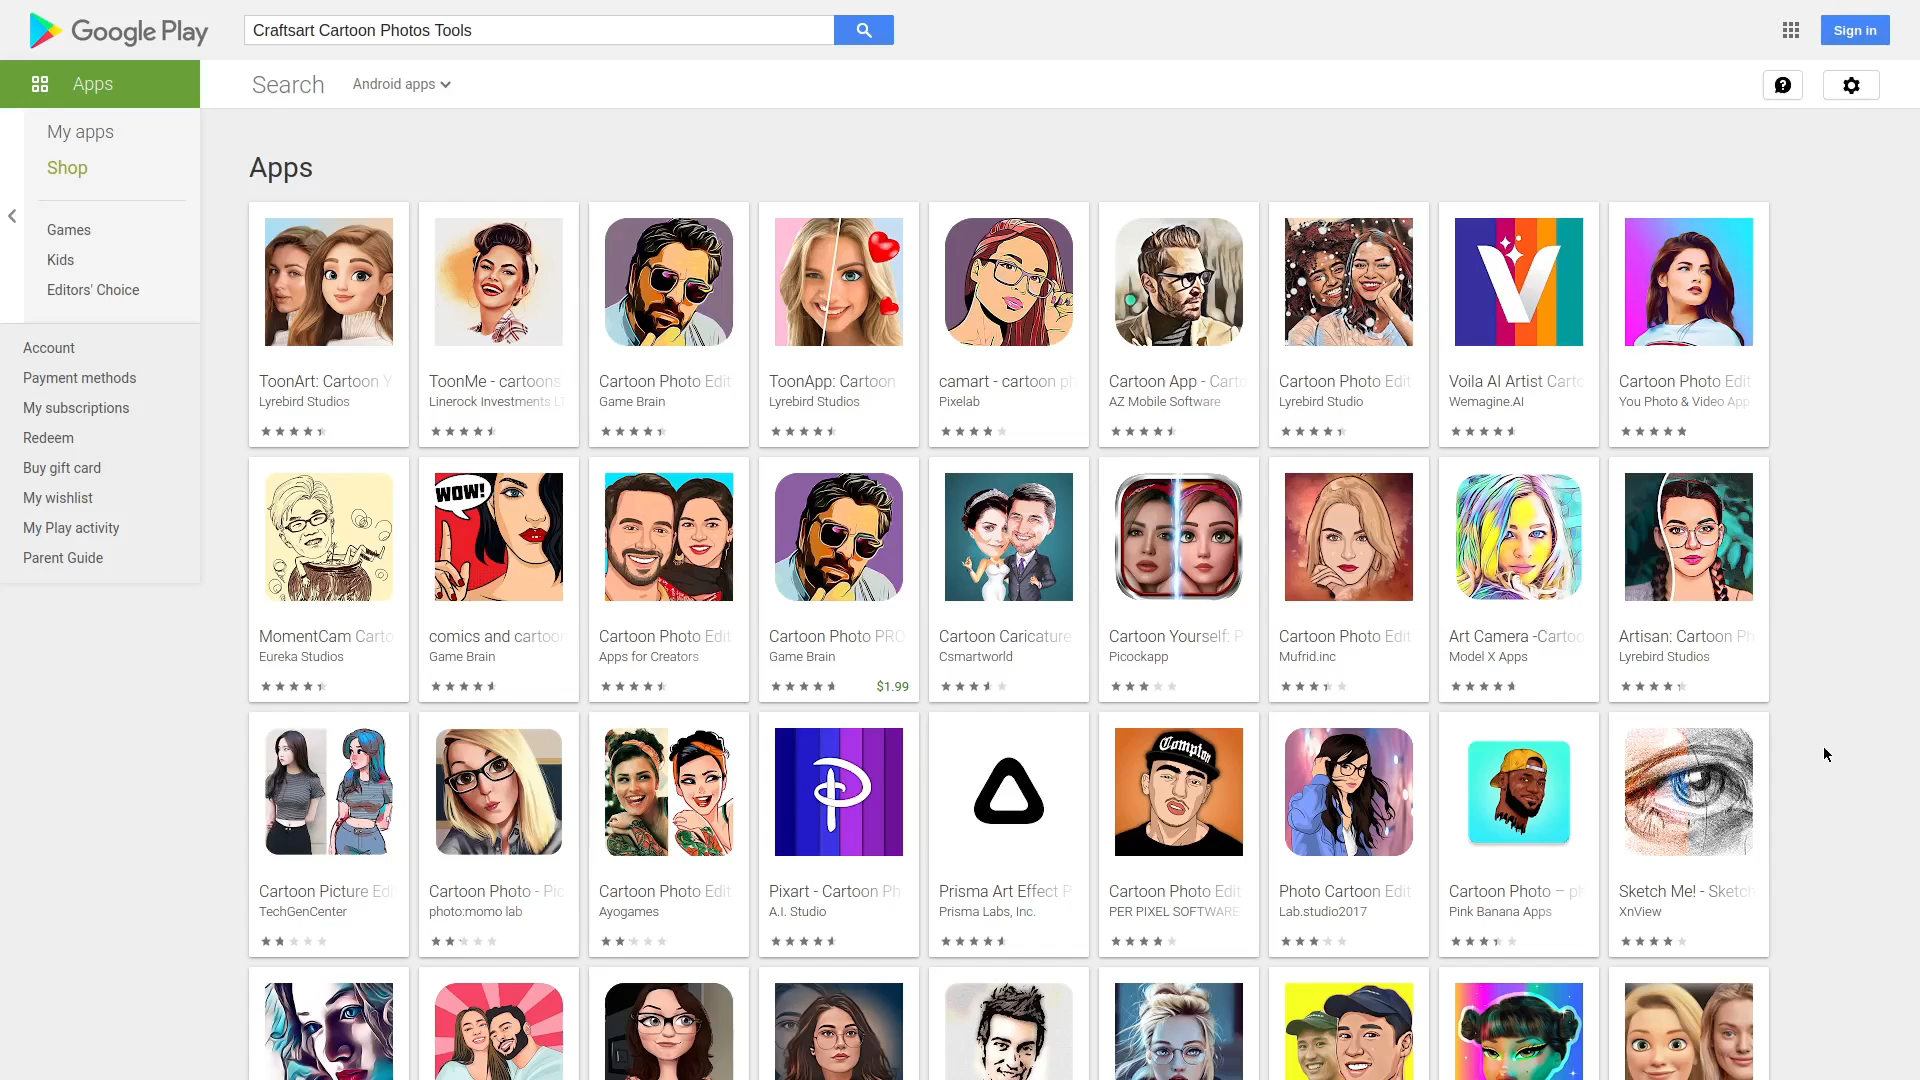 Google Play
Craftsart Cartoon Photos Tools
Sign in
Apps
Search
Android apps
My apps
Shop
Games
Kids
Editors' Choice
Account
Payment methods
My subscriptions
Redeem
Buy gift card
My wishlist
My Play activity
Parent Guide
Apps
ToonArt: Cartoon Y
Lyrebird Studios
ToonMe - cartoons
Linerock Investments LT
Cartoon Photo Edit
Game Brain
ToonApp: Cartoon
Lyrebird Studios
camart - cartoon ph
Pixelab
Cartoon App - Carto
AZ Mobile Software
Cartoon Photo Edit
Lyrebird Studio
Voila AI Artist Carto
Wemagine.AI
Cartoon Photo Edit
You Photo & Video App
WOW!
MomentCam Carto
Eureka Studios
comics and cartoon
Game Brain
Cartoon Photo Edit
Apps for Creators
Cartoon Photo PRO
Game Brain
$1.99
Cartoon Caricature
Csmartworld
Cartoon Yourself: P
Picockapp
Cartoon Photo Edit
Mufrid.inc
Art Camera -Cartoo
Model X Apps
Artisan: Cartoon Ph
Lyrebird Studios
Compton
Cartoon Picture Edi
TechGenCenter
Cartoon Photo - Pic
photo:momo lab
Cartoon Photo Edit
Ayogames
Pixart - Cartoon Ph
A.I. Studio
Prisma Art Effect P
Prisma Labs, Inc.
Cartoon Photo Edit
PER PIXEL SOFTWARE
Photo Cartoon Edit
Lab.studio2017
Cartoon Photo – ph
Pink Banana Apps
Sketch Me! - Sketch
XnView